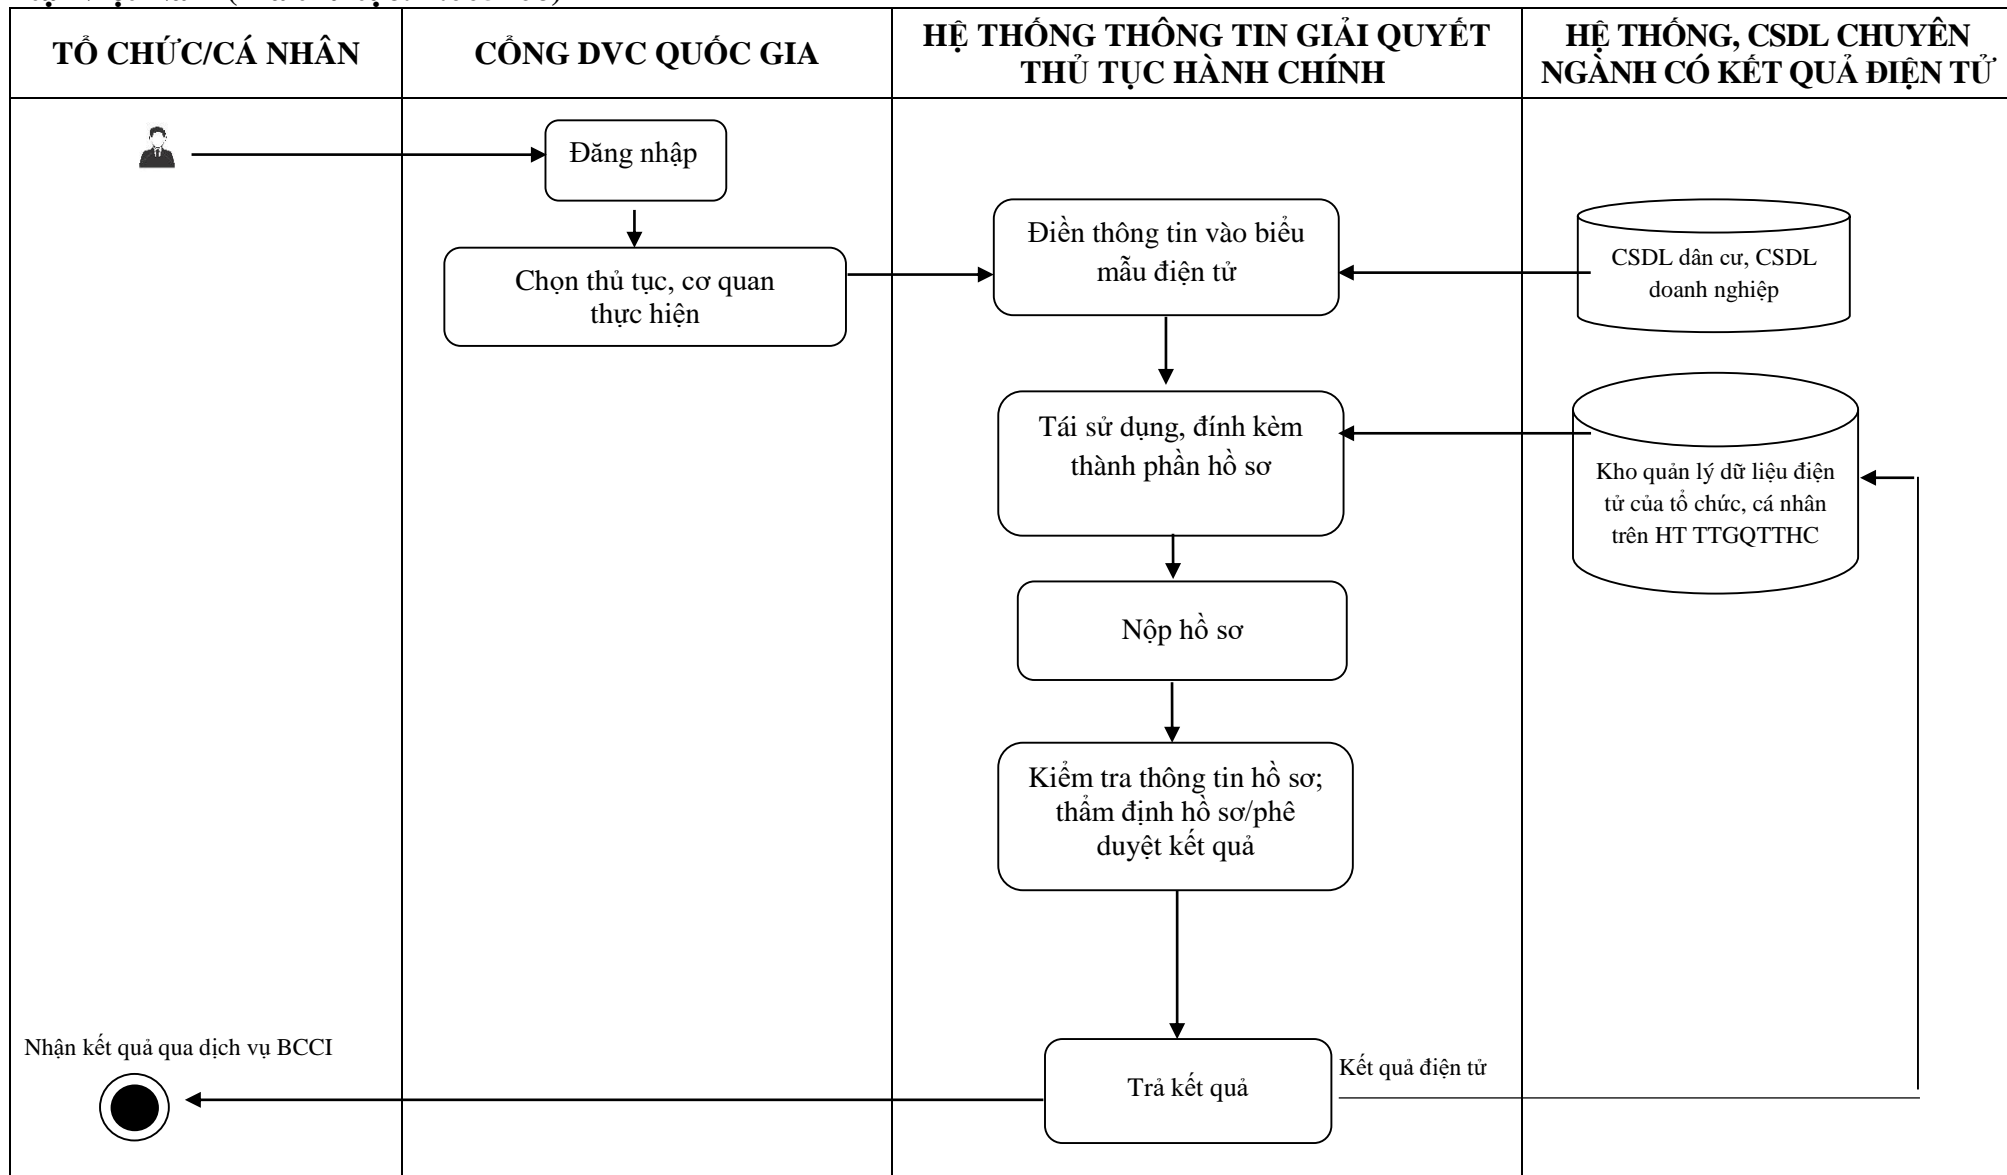 TỔ CHỨC/CÁ NHÂN
CỔNG DVC QUỐC GIA
HỆ THỐNG THÔNG TIN GIẢI QUYẾT
THỦ TỤC HÀNH CHÍNH
HỆ THỐNG, CSDL CHUYÊN
NGÀNH CÓ KẾT QUẢ ĐIỆN TỬ
Đăng nhập
Chọn thủ tục, cơ quan
thực hiện
Điền thông tin vào biểu
mẫu điện tử
CSDL dân cư, CSDL
doanh nghiệp
Tái sử dụng, đính kèm
thành phần hồ sơ
Kho quản lý dữ liệu điện
tử của tổ chức, cá nhân
trên HT TTGQTTHC
Nộp hồ sơ
Kiểm tra thông tin hồ sơ;
thẩm định hồ sơ/phê
duyệt kết quả
Nhận kết quả qua dịch vụ BCCI
Trả kết quả
Kết quả điện tử